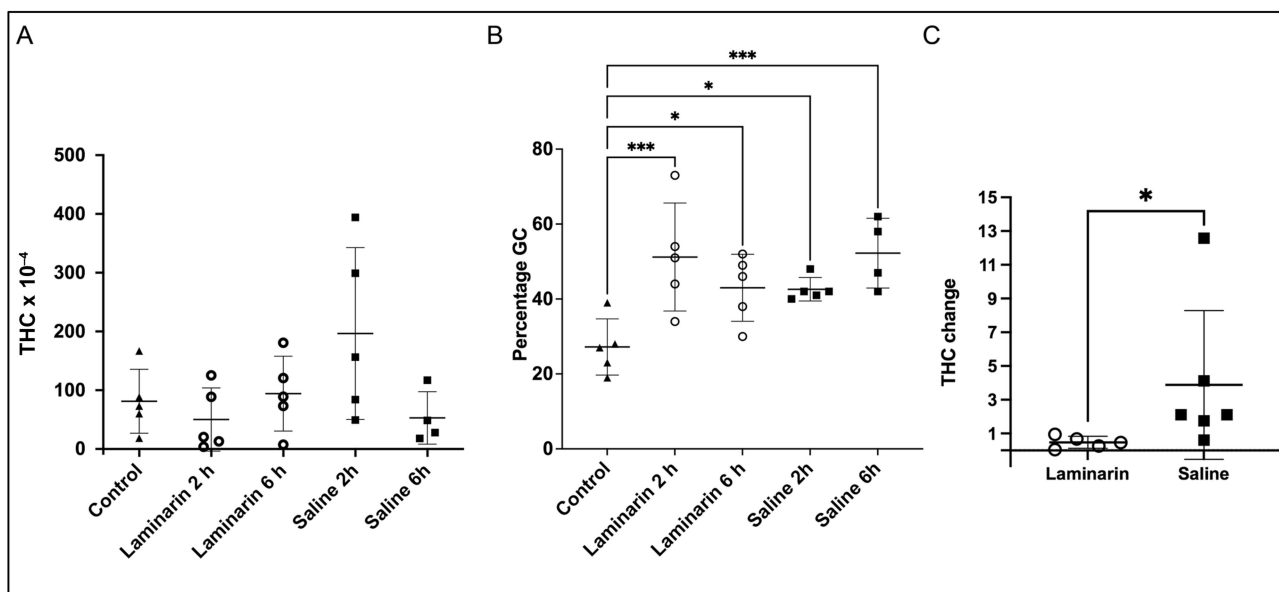 A
THC x 10⁻⁴
500
400
300
200
100
0
Control
Laminarin 2 h
Laminarin 6 h
Saline 2h
Saline 6h
B
***
*
*
***
Percentage GC
80
60
40
20
0
Control
Laminarin 2 h
Laminarin 6 h
Saline 2h
Saline 6h
C
*
THC change
15
13
11
9
7
5
3
1
Laminarin
Saline